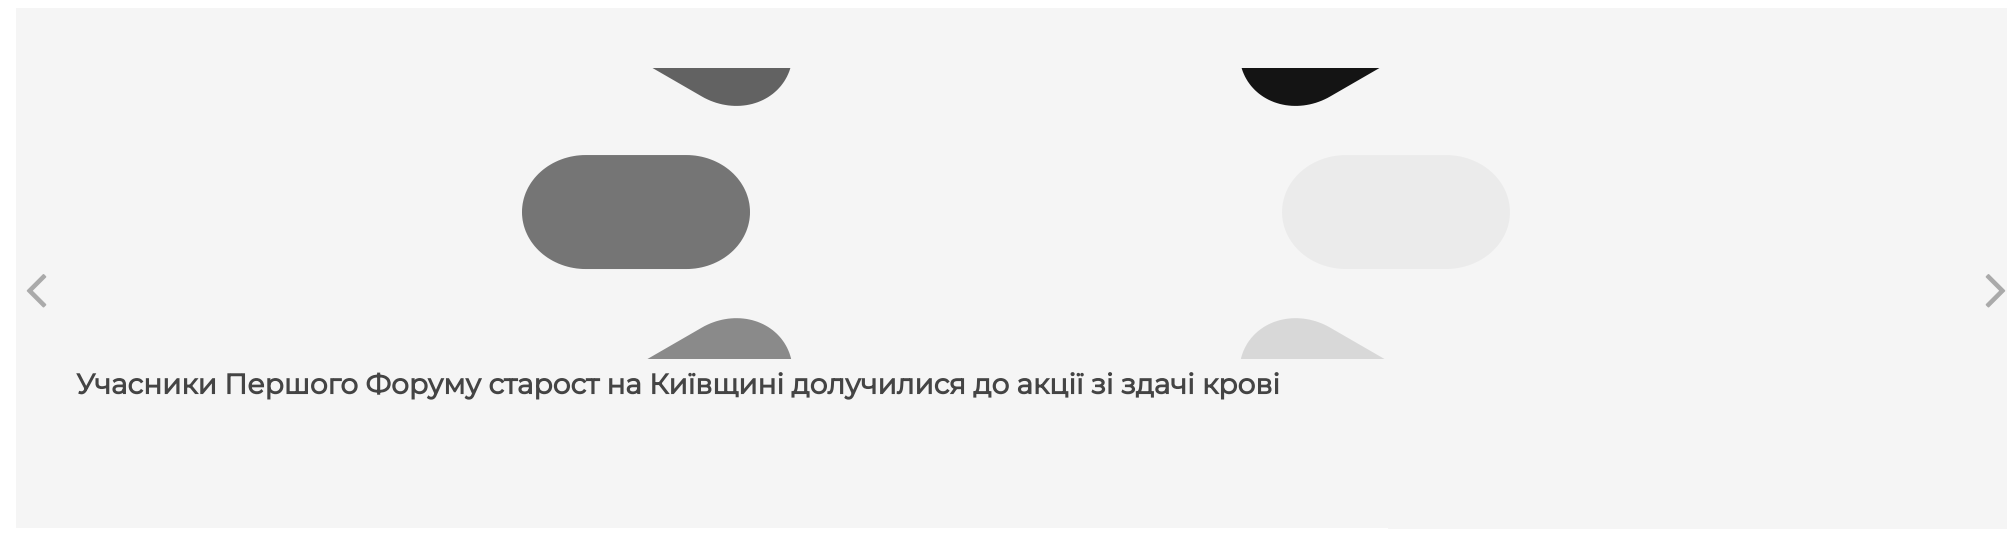 Учасники Першого Форуму старост на Київщині долучилися до акції зі здачі крові